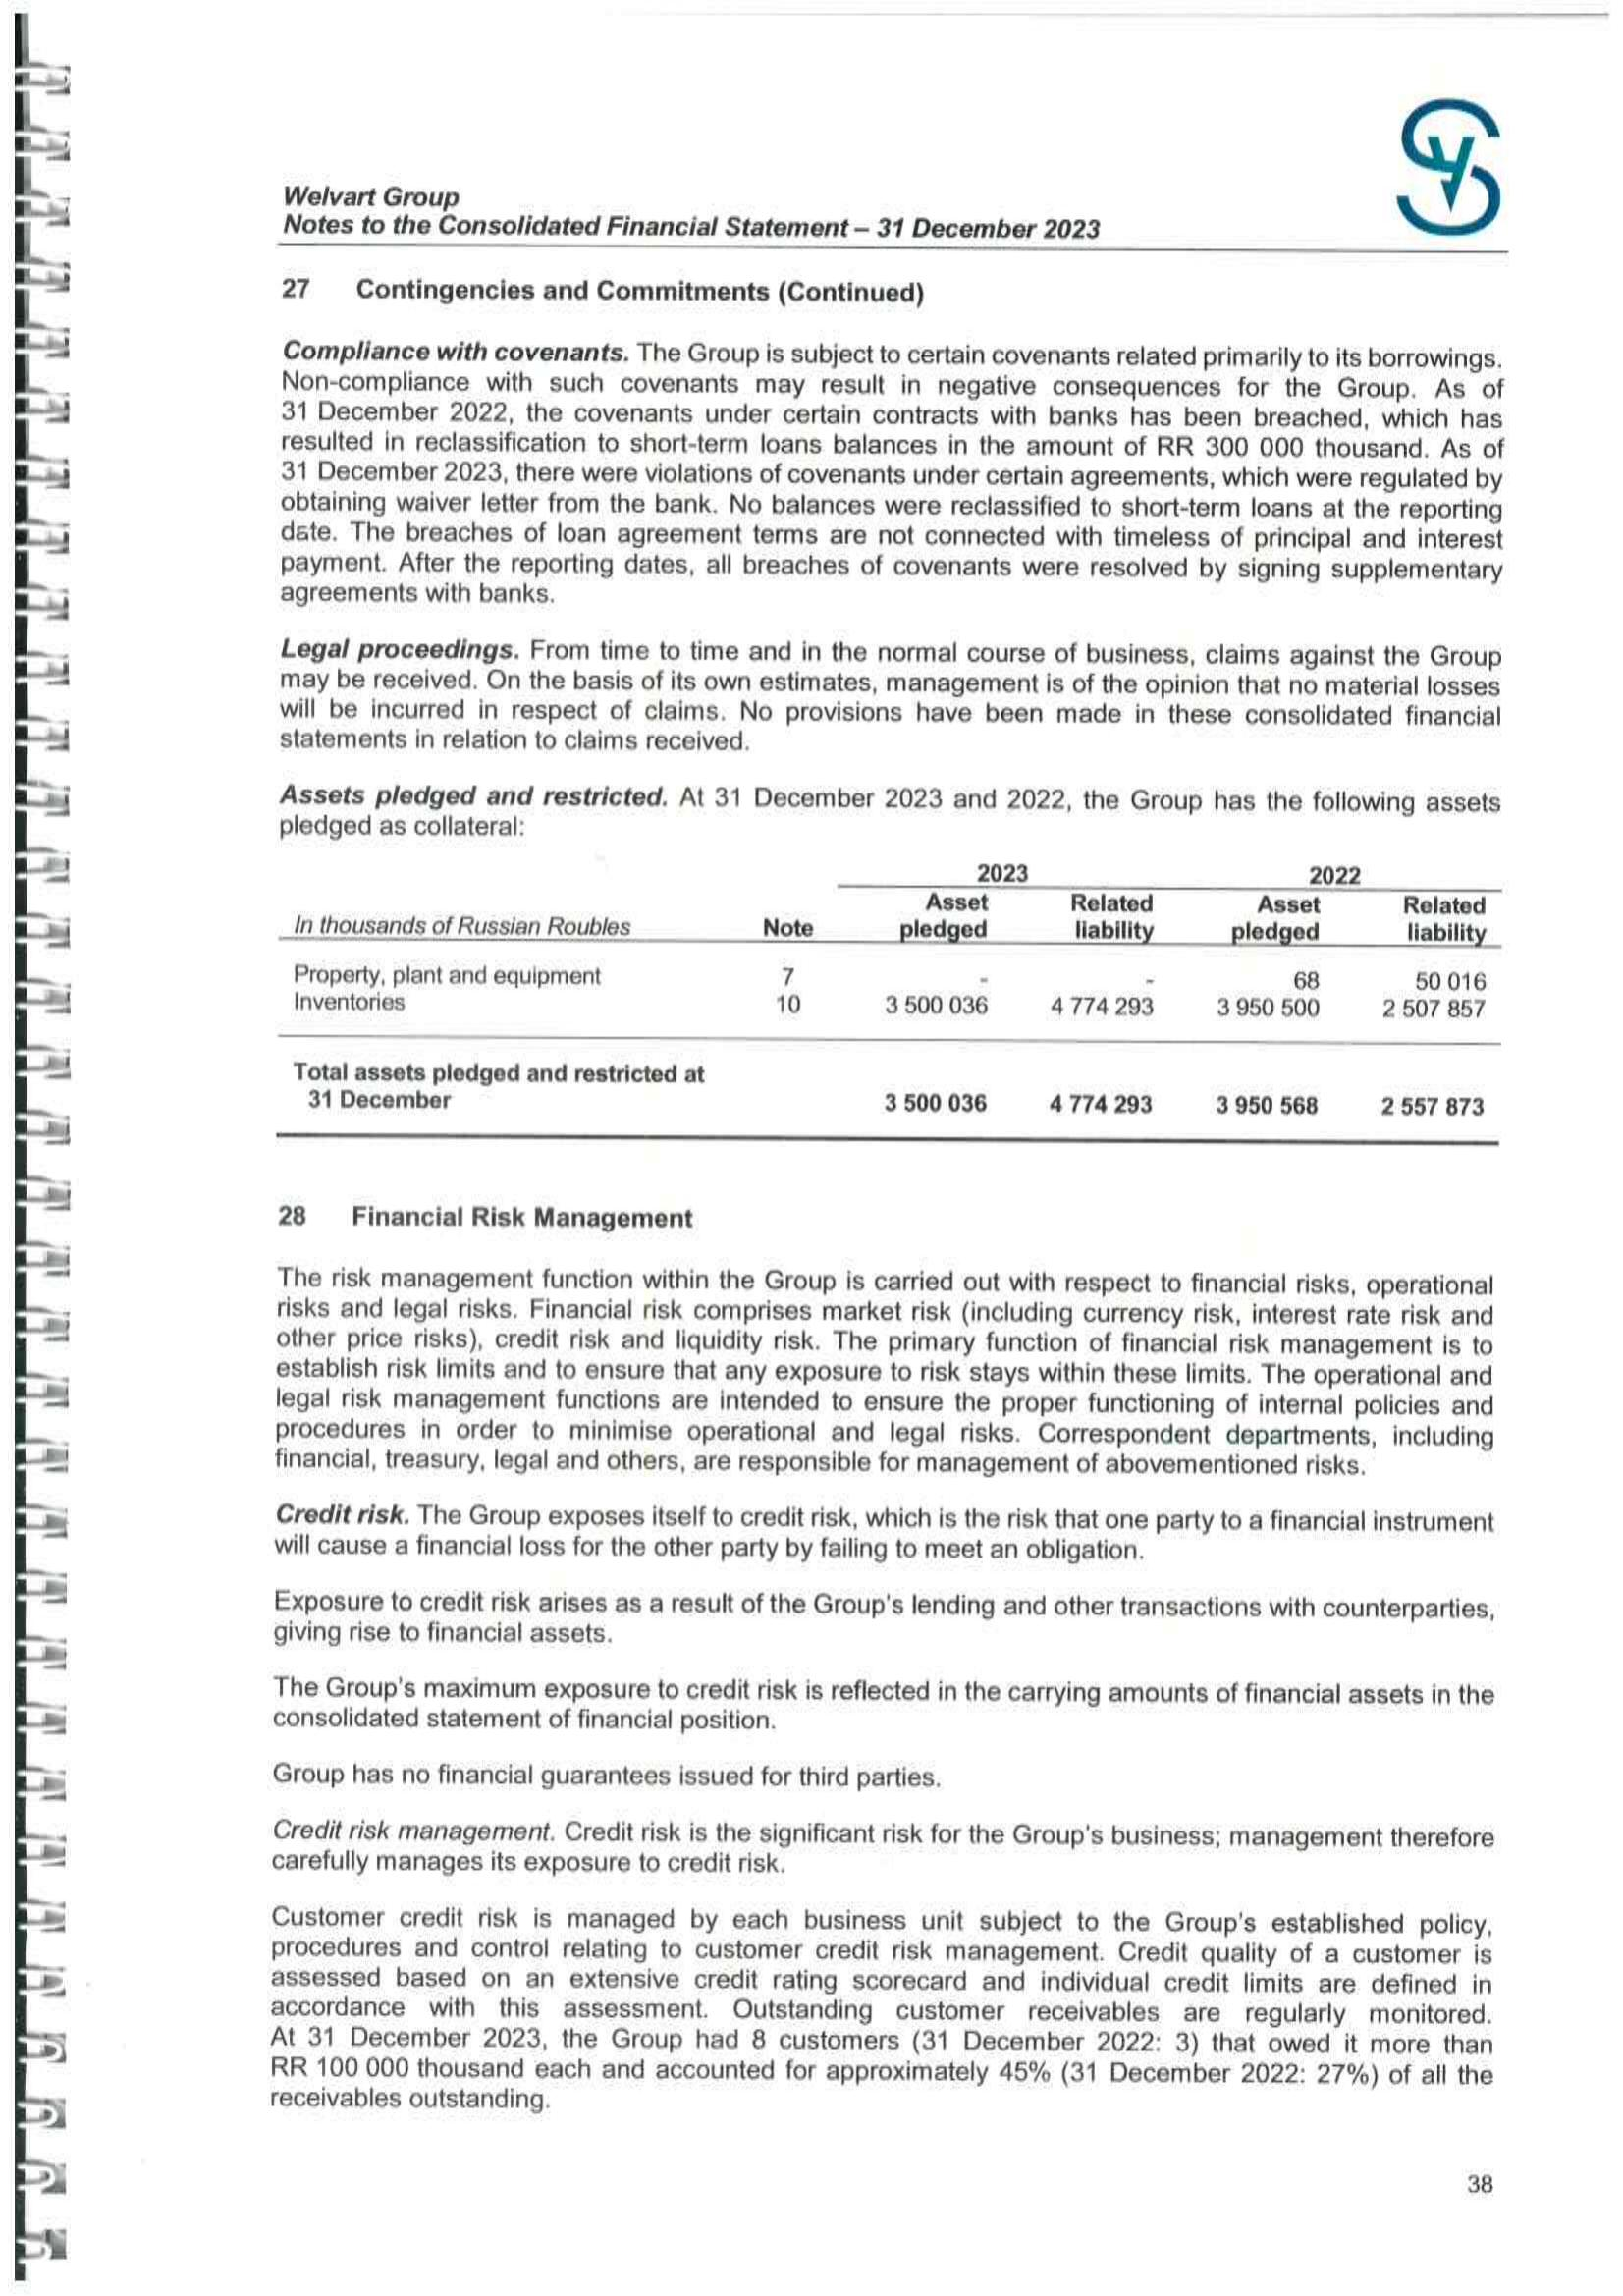 Welvart Group
Notes to the Consolidated Financial Statement – 31 December 2023
27 Contingencies and Commitments (Continued)
Compliance with covenants. The Group is subject to certain covenants related primarily to its borrowings.
Non-compliance with such covenants may result in negative consequences for the Group. As of
31 December 2022, the covenants under certain contracts with banks has been breached, which has
resulted in reclassification to short-term loans balances in the amount of RR 300 000 thousand. As of
31 December 2023, there were violations of covenants under certain agreements, which were regulated by
obtaining waiver letter from the bank. No balances were reclassified to short-term loans at the reporting
date. The breaches of loan agreement terms are not connected with timeless of principal and interest
payment. After the reporting dates, all breaches of covenants were resolved by signing supplementary
agreements with banks.
Legal proceedings. From time to time and in the normal course of business, claims against the Group
may be received. On the basis of its own estimates, management is of the opinion that no material losses
will be incurred in respect of claims. No provisions have been made in these consolidated financial
statements in relation to claims received.
Assets pledged and restricted. At 31 December 2023 and 2022, the Group has the following assets
pledged as collateral:
2023 2022
Asset Related Asset Related
In thousands of Russian Roubles Note pledged liability pledged liability
Property, plant and equipment 7 - - 68 50 016
Inventories 10 3 500 036 4 774 293 3 950 500 2 507 857
Total assets pledged and restricted at
31 December 3 500 036 4 774 293 3 950 568 2 557 873
28 Financial Risk Management
The risk management function within the Group is carried out with respect to financial risks, operational
risks and legal risks. Financial risk comprises market risk (including currency risk, interest rate risk and
other price risks), credit risk and liquidity risk. The primary function of financial risk management is to
establish risk limits and to ensure that any exposure to risk stays within these limits. The operational and
legal risk management functions are intended to ensure the proper functioning of internal policies and
procedures in order to minimise operational and legal risks. Correspondent departments, including
financial, treasury, legal and others, are responsible for management of abovementioned risks.
Credit risk. The Group exposes itself to credit risk, which is the risk that one party to a financial instrument
will cause a financial loss for the other party by failing to meet an obligation.
Exposure to credit risk arises as a result of the Group's lending and other transactions with counterparties,
giving rise to financial assets.
The Group's maximum exposure to credit risk is reflected in the carrying amounts of financial assets in the
consolidated statement of financial position.
Group has no financial guarantees issued for third parties.
Credit risk management. Credit risk is the significant risk for the Group's business; management therefore
carefully manages its exposure to credit risk.
Customer credit risk is managed by each business unit subject to the Group's established policy,
procedures and control relating to customer credit risk management. Credit quality of a customer is
assessed based on an extensive credit rating scorecard and individual credit limits are defined in
accordance with this assessment. Outstanding customer receivables are regularly monitored.
At 31 December 2023, the Group had 8 customers (31 December 2022: 3) that owed it more than
RR 100 000 thousand each and accounted for approximately 45% (31 December 2022: 27%) of all the
receivables outstanding.
38